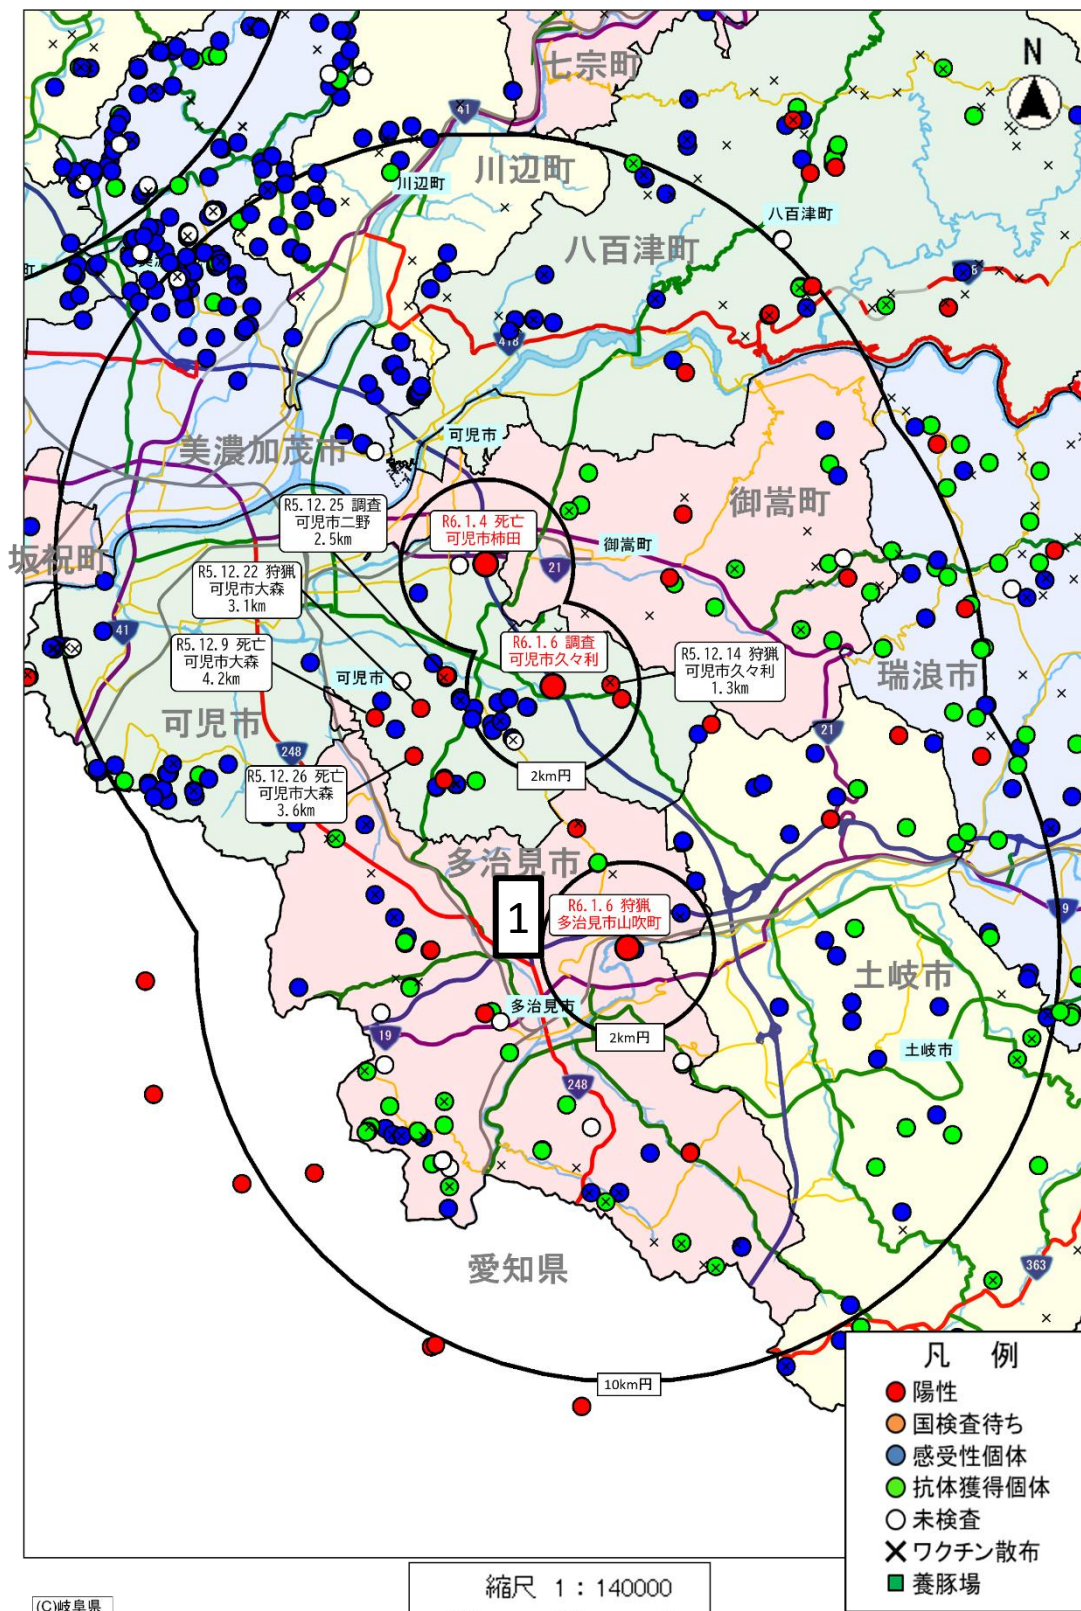 七宗町
N
41
川辺町
川辺町
八百津町
八百津町
418
美濃加茂市
可児市
御嵩町
御嵩町
坂祝町
R5.12.25 調査
可児市二野
2.5km
R6.1.4 死亡
可児市柿田
21
R5.12.22 狩猟
可児市大森
3.1km
R6.1.6 調査
可児市久々利
41
R5.12.9 死亡
可児市大森
4.2km
R5.12.14 狩猟
可児市久々利
1.3km
可児市
瑞浪市
可児市
21
248
R5.12.26 死亡
可児市大森
3.6km
2km円
多治見市
1
R6.1.6 狩猟
多治見市山吹町
土岐市
多治見市
19
2km円
土岐市
248
愛知県
363
10km円
凡 例
陽性
国検査待ち
感受性個体
抗体獲得個体
未検査
ワクチン散布
養豚場
縮尺 1：140000
(C)岐阜県